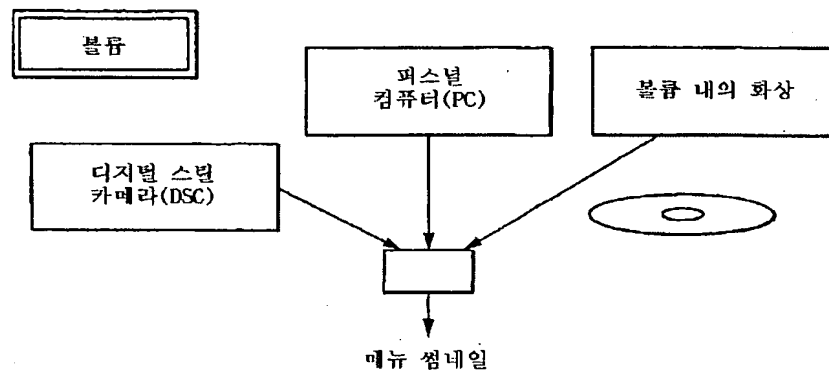 볼륨
퍼스널
컴퓨터(PC)
볼륨 내의 화상
디지털 스틸
카메라(DSC)
메뉴 썸네일